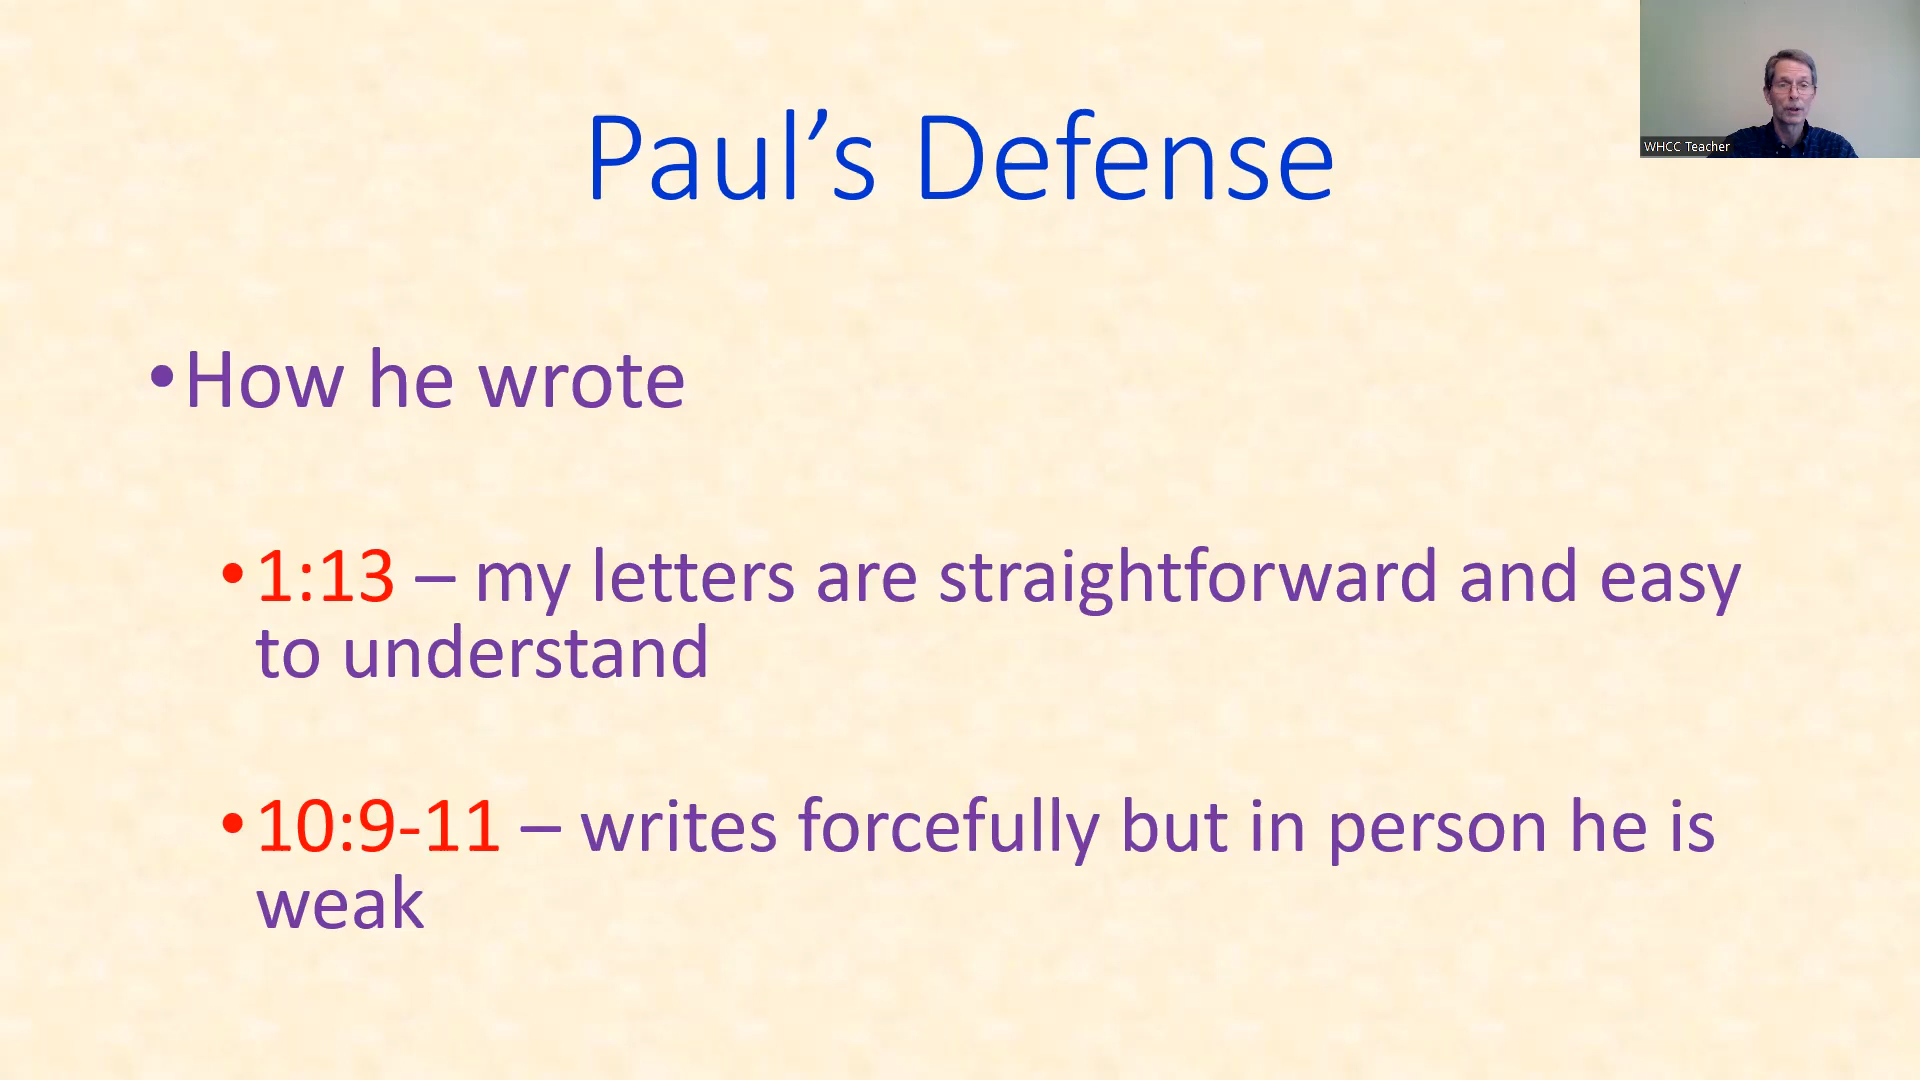 Paul’s Defense
WHCC Teacher
•How he wrote
•1:13 – my letters are straightforward and easy
to understand
•10:9-11 – writes forcefully but in person he is
weak